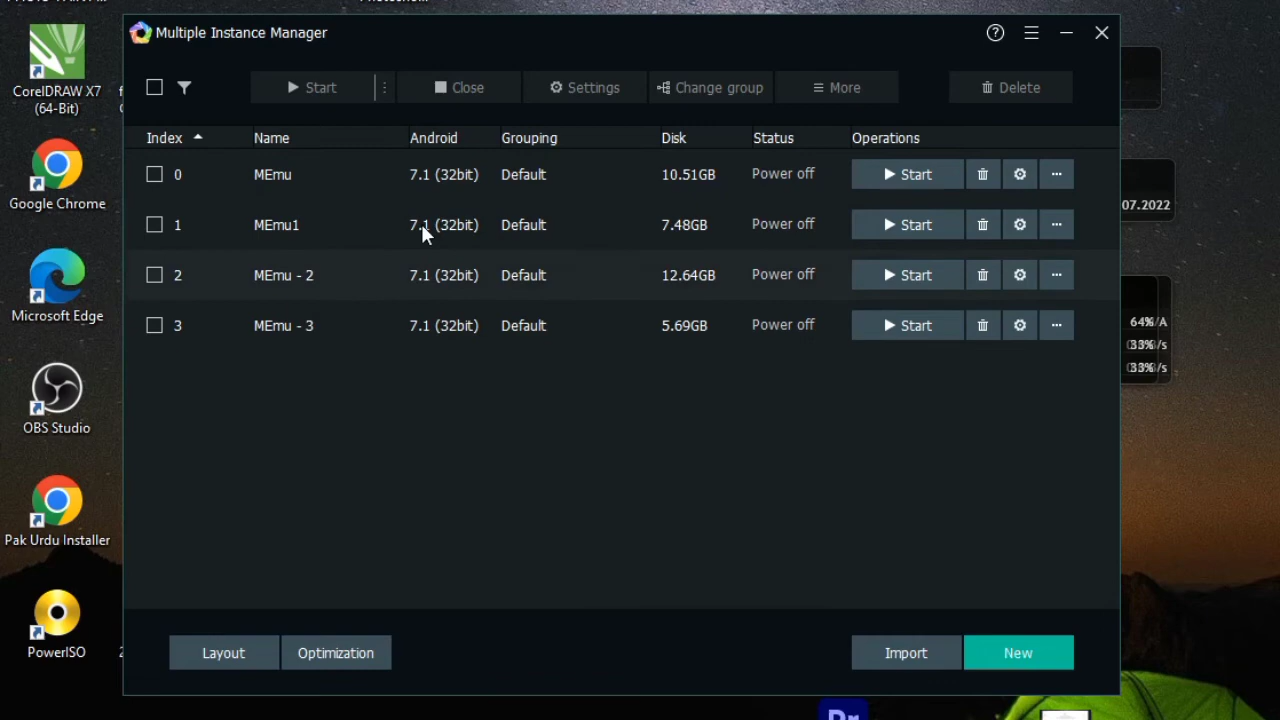 Multiple Instance Manager
Start
Close
Settings
Change group
More
Delete
Index Name Android Grouping Disk Status Operations
0 MEmu 7.1 (32bit) Default 10.51GB Power off Start
1 MEmu1 7.1 (32bit) Default 7.48GB Power off Start
2 MEmu - 2 7.1 (32bit) Default 12.64GB Power off Start
3 MEmu - 3 7.1 (32bit) Default 5.69GB Power off Start
Layout
Optimization
Import
New
CorelDRAW X7
(64-Bit)
Google Chrome
Microsoft Edge
OBS Studio
Pak Urdu Installer
PowerISO
07.2022
64%
33%
33%
Pr